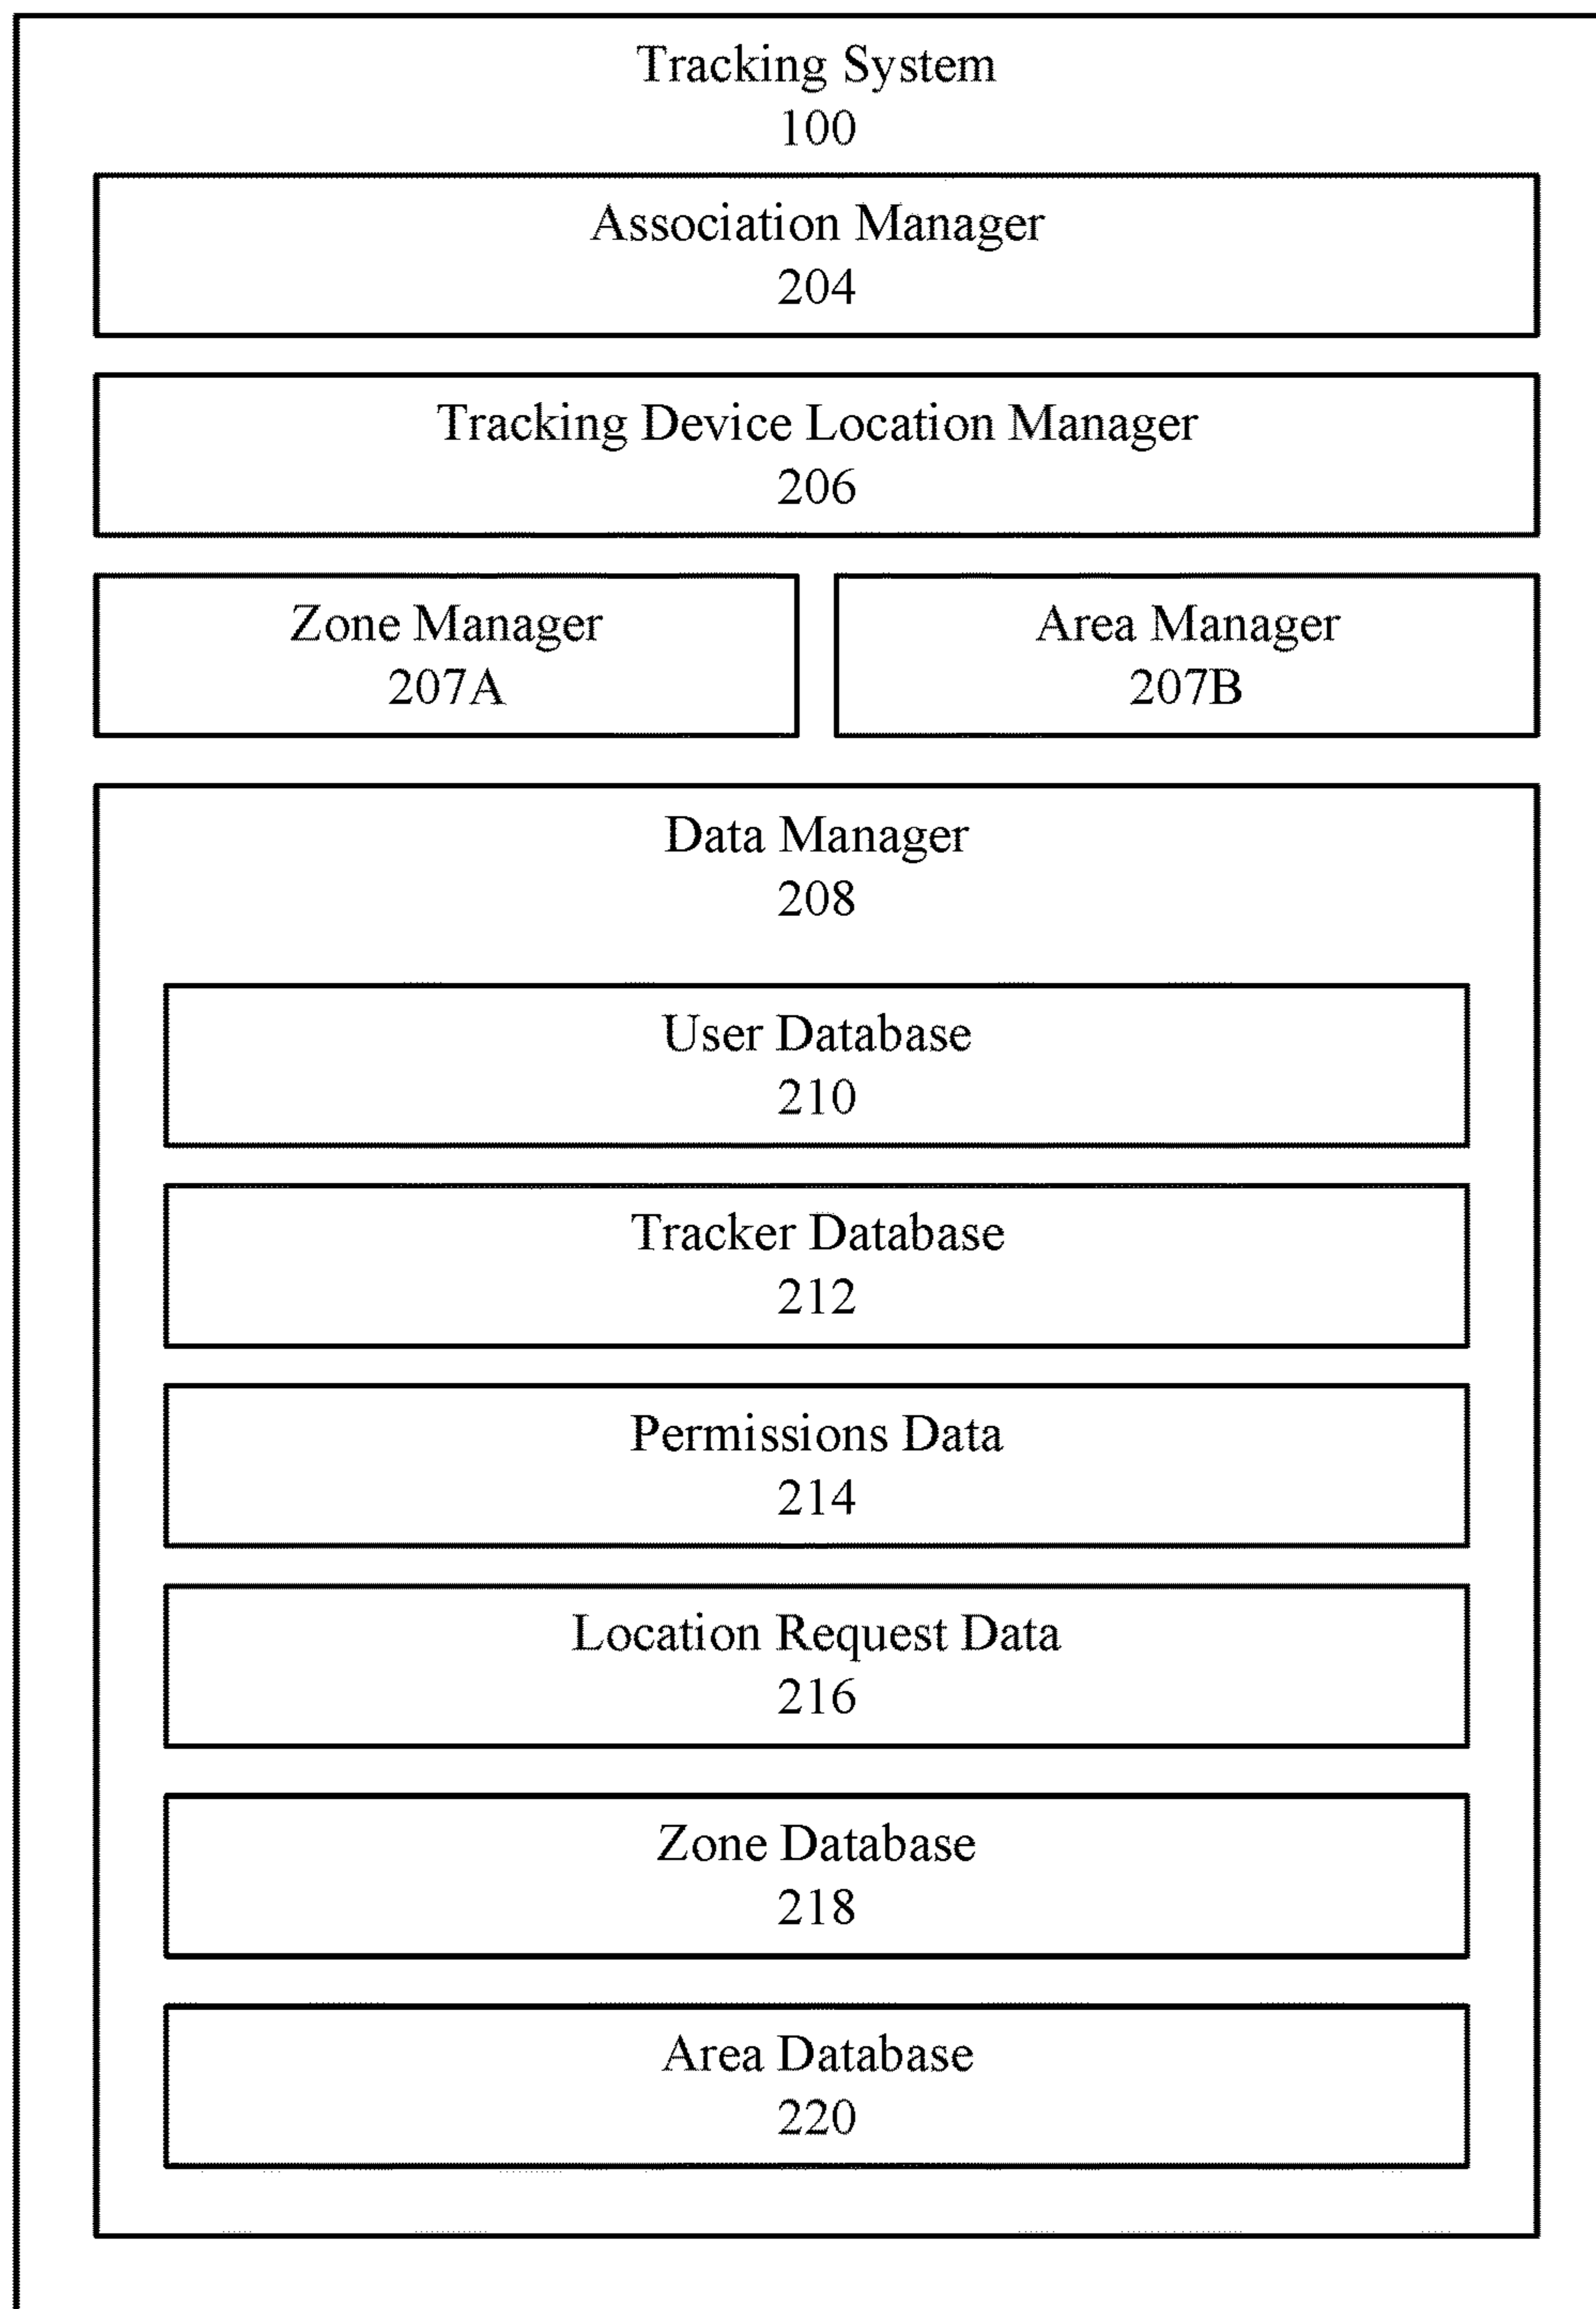 Tracking System
100
Association Manager
204
Tracking Device Location Manager
206
Zone Manager
207A
Area Manager
207B
Data Manager
208
User Database
210
Tracker Database
212
Permissions Data
214
Location Request Data
216
Zone Database
218
Area Database
220